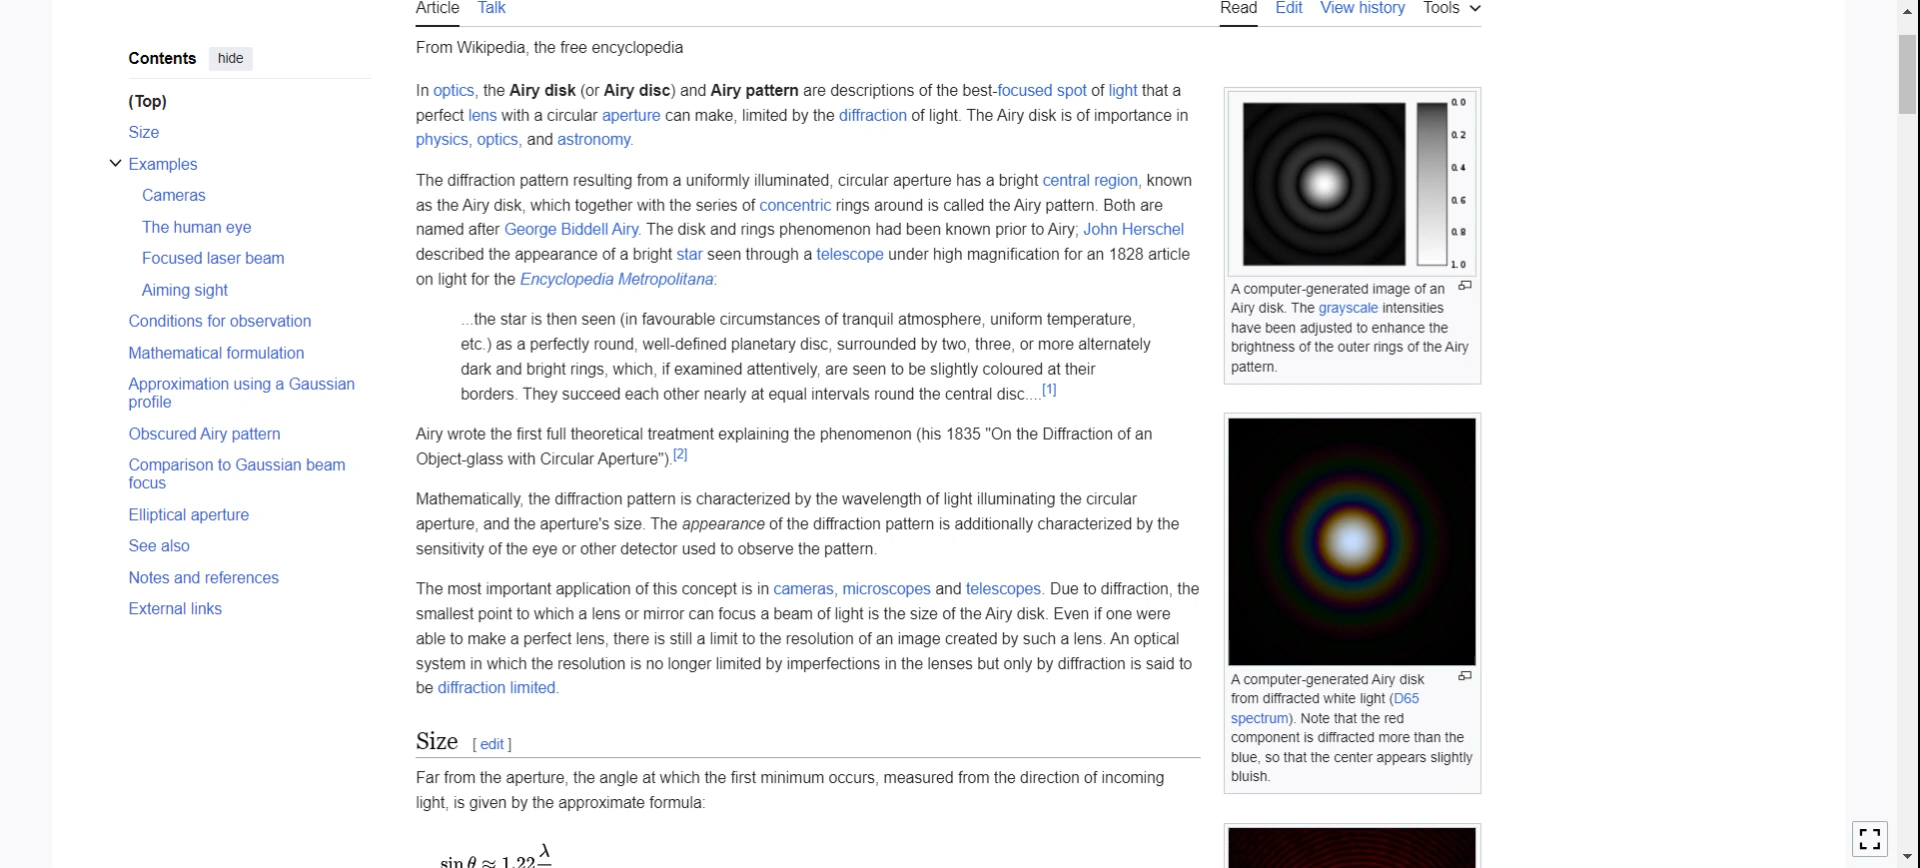 Article Talk Read Edit View history Tools
From Wikipedia, the free encyclopedia
Contents hide
(Top)
Size
Examples
Cameras
The human eye
Focused laser beam
Aiming sight
Conditions for observation
Mathematical formulation
Approximation using a Gaussian
profile
Obscured Airy pattern
Comparison to Gaussian beam
focus
Elliptical aperture
See also
Notes and references
External links
In optics, the Airy disk (or Airy disc) and Airy pattern are descriptions of the best-focused spot of light that a
perfect lens with a circular aperture can make, limited by the diffraction of light. The Airy disk is of importance in
physics, optics, and astronomy.
The diffraction pattern resulting from a uniformly illuminated, circular aperture has a bright central region, known
as the Airy disk, which together with the series of concentric rings around is called the Airy pattern. Both are
named after George Biddell Airy. The disk and rings phenomenon had been known prior to Airy; John Herschel
described the appearance of a bright star seen through a telescope under high magnification for an 1828 article
on light for the Encyclopedia Metropolitana:
...the star is then seen (in favourable circumstances of tranquil atmosphere, uniform temperature,
etc.) as a perfectly round, well-defined planetary disc, surrounded by two, three, or more alternately
dark and bright rings, which, if examined attentively, are seen to be slightly coloured at their
borders. They succeed each other nearly at equal intervals round the central disc....[1]
Airy wrote the first full theoretical treatment explaining the phenomenon (his 1835 "On the Diffraction of an
Object-glass with Circular Aperture").[2]
Mathematically, the diffraction pattern is characterized by the wavelength of light illuminating the circular
aperture, and the aperture's size. The appearance of the diffraction pattern is additionally characterized by the
sensitivity of the eye or other detector used to observe the pattern.
The most important application of this concept is in cameras, microscopes and telescopes. Due to diffraction, the
smallest point to which a lens or mirror can focus a beam of light is the size of the Airy disk. Even if one were
able to make a perfect lens, there is still a limit to the resolution of an image created by such a lens. An optical
system in which the resolution is no longer limited by imperfections in the lenses but only by diffraction is said to
be diffraction limited.
Size [ edit ]
Far from the aperture, the angle at which the first minimum occurs, measured from the direction of incoming
light, is given by the approximate formula:
sin θ ≈ 1.22 λ
0.0
0.2
0.4
0.6
0.8
1.0
A computer-generated image of an
Airy disk. The grayscale intensities
have been adjusted to enhance the
brightness of the outer rings of the Airy
pattern.
A computer-generated Airy disk
from diffracted white light (D65
spectrum). Note that the red
component is diffracted more than the
blue, so that the center appears slightly
bluish.